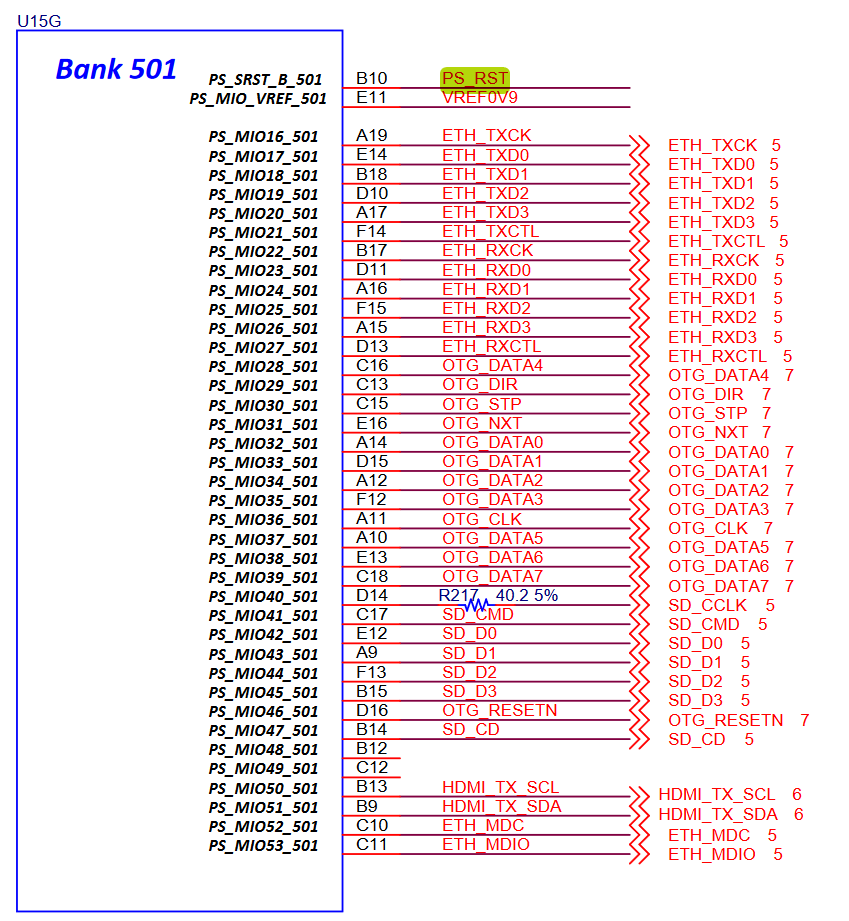 U15G
Bank 501
PS_SRST_B_501 B10 PS_RST
PS_MIO_VREF_501 E11 VREF0V9
PS_MIO16_501 A19 ETH_TXCK ETH_TXCK 5
PS_MIO17_501 E14 ETH_TXD0 ETH_TXD0 5
PS_MIO18_501 B18 ETH_TXD1 ETH_TXD1 5
PS_MIO19_501 D10 ETH_TXD2 ETH_TXD2 5
PS_MIO20_501 A17 ETH_TXD3 ETH_TXD3 5
PS_MIO21_501 F14 ETH_TXCTL ETH_TXCTL 5
PS_MIO22_501 B17 ETH_RXCK ETH_RXCK 5
PS_MIO23_501 D11 ETH_RXD0 ETH_RXD0 5
PS_MIO24_501 A16 ETH_RXD1 ETH_RXD1 5
PS_MIO25_501 F15 ETH_RXD2 ETH_RXD2 5
PS_MIO26_501 A15 ETH_RXD3 ETH_RXD3 5
PS_MIO27_501 D13 ETH_RXCTL ETH_RXCTL 5
PS_MIO28_501 C16 OTG_DATA4 OTG_DATA4 7
PS_MIO29_501 C13 OTG_DIR OTG_DIR 7
PS_MIO30_501 C15 OTG_STP OTG_STP 7
PS_MIO31_501 E16 OTG_NXT OTG_NXT 7
PS_MIO32_501 A14 OTG_DATA0 OTG_DATA0 7
PS_MIO33_501 D15 OTG_DATA1 OTG_DATA1 7
PS_MIO34_501 A12 OTG_DATA2 OTG_DATA2 7
PS_MIO35_501 F12 OTG_DATA3 OTG_DATA3 7
PS_MIO36_501 A11 OTG_CLK OTG_CLK 7
PS_MIO37_501 A10 OTG_DATA5 OTG_DATA5 7
PS_MIO38_501 E13 OTG_DATA6 OTG_DATA6 7
PS_MIO39_501 C18 OTG_DATA7 OTG_DATA7 7
PS_MIO40_501 D14 R217 40.2 5% SD_CCLK 5
PS_MIO41_501 C17 SD_CMD SD_CMD 5
PS_MIO42_501 E12 SD_D0 SD_D0 5
PS_MIO43_501 A9 SD_D1 SD_D1 5
PS_MIO44_501 F13 SD_D2 SD_D2 5
PS_MIO45_501 B15 SD_D3 SD_D3 5
PS_MIO46_501 D16 OTG_RESETN OTG_RESETN 7
PS_MIO47_501 B14 SD_CD SD_CD 5
PS_MIO48_501 B12
PS_MIO49_501 C12
PS_MIO50_501 B13 HDMI_TX_SCL HDMI_TX_SCL 6
PS_MIO51_501 B9 HDMI_TX_SDA HDMI_TX_SDA 6
PS_MIO52_501 C10 ETH_MDC ETH_MDC 5
PS_MIO53_501 C11 ETH_MDIO ETH_MDIO 5